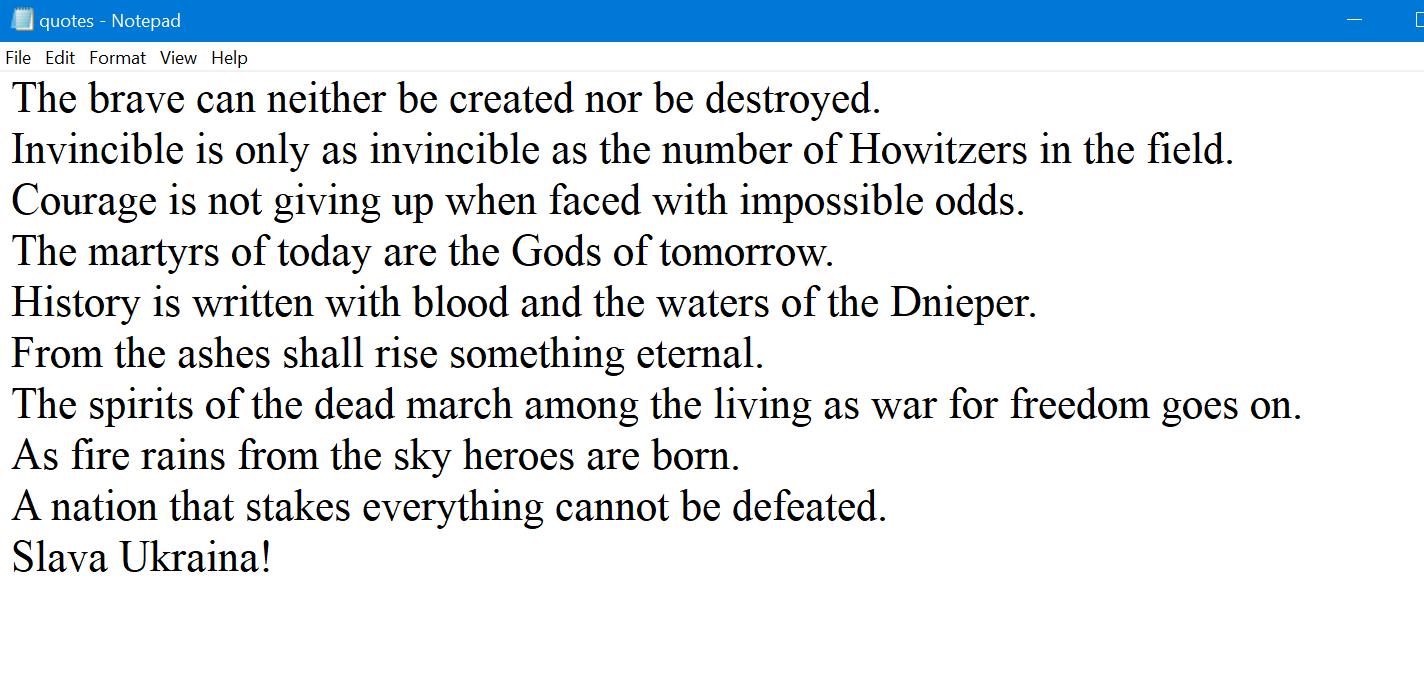 quotes - Notepad
File Edit Format View Help
The brave can neither be created nor be destroyed.
Invincible is only as invincible as the number of Howitzers in the field.
Courage is not giving up when faced with impossible odds.
The martyrs of today are the Gods of tomorrow.
History is written with blood and the waters of the Dnieper.
From the ashes shall rise something eternal.
The spirits of the dead march among the living as war for freedom goes on.
As fire rains from the sky heroes are born.
A nation that stakes everything cannot be defeated.
Slava Ukraina!